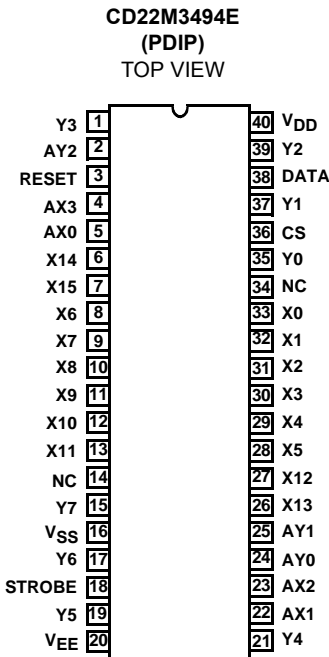 CD22M3494E
(PDIP)
TOP VIEW
Y3 1 40 VDD
AY2 2 39 Y2
RESET 3 38 DATA
AX3 4 37 Y1
AX0 5 36 CS
X14 6 35 Y0
X15 7 34 NC
X6 8 33 X0
X7 9 32 X1
X8 10 31 X2
X9 11 30 X3
X10 12 29 X4
X11 13 28 X5
NC 14 27 X12
Y7 15 26 X13
VSS 16 25 AY1
Y6 17 24 AY0
STROBE 18 23 AX2
Y5 19 22 AX1
VEE 20 21 Y4